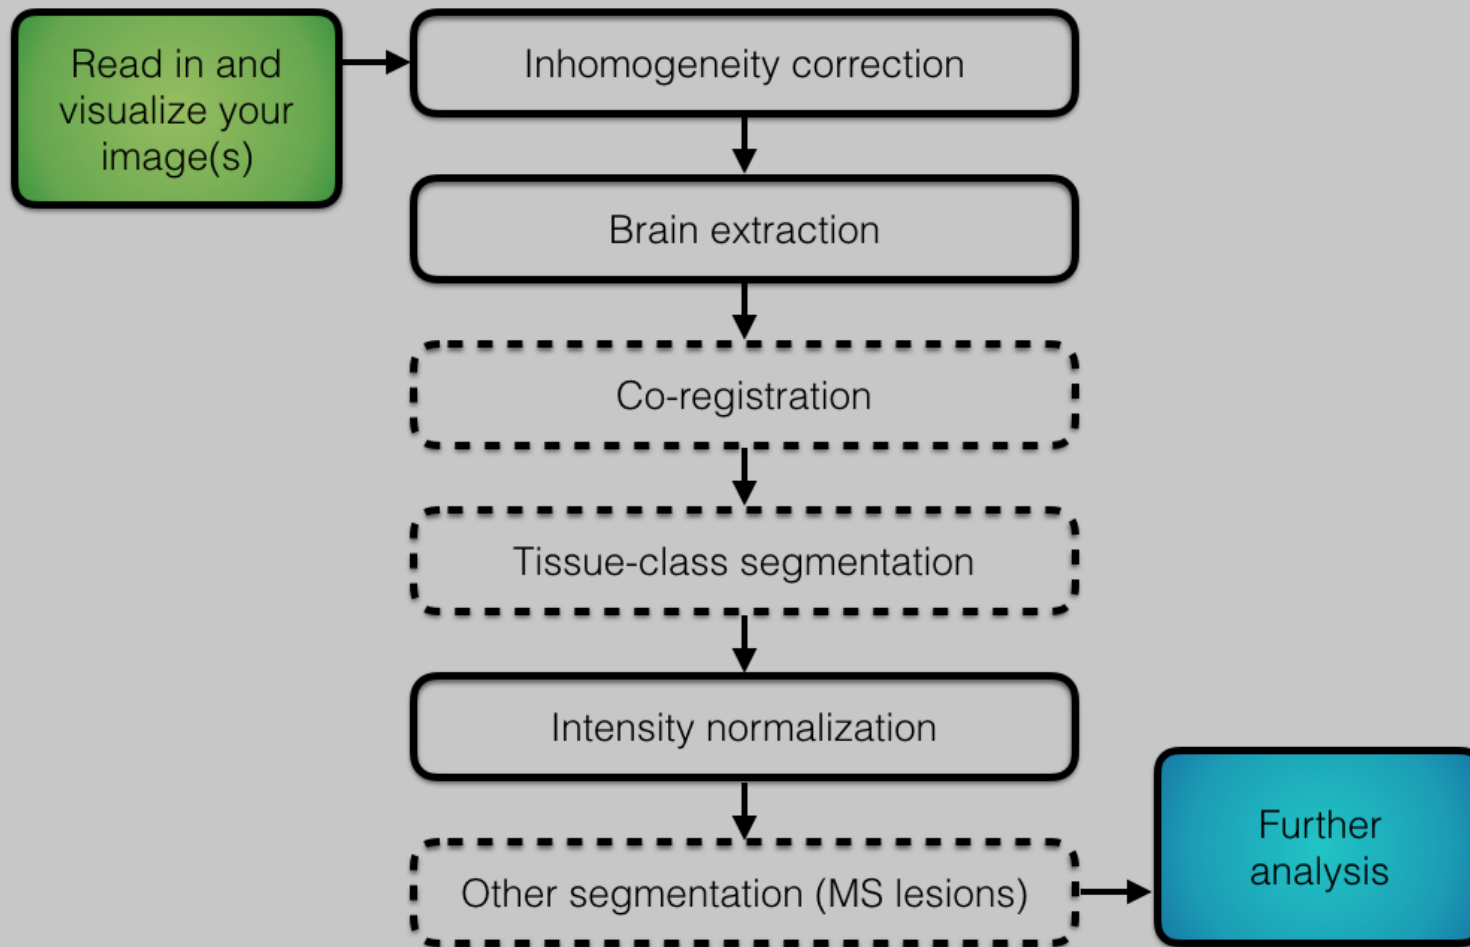 Read in and
visualize your
image(s)
Inhomogeneity correction
Brain extraction
Co-registration
Tissue-class segmentation
Intensity normalization
Other segmentation (MS lesions)
Further
analysis